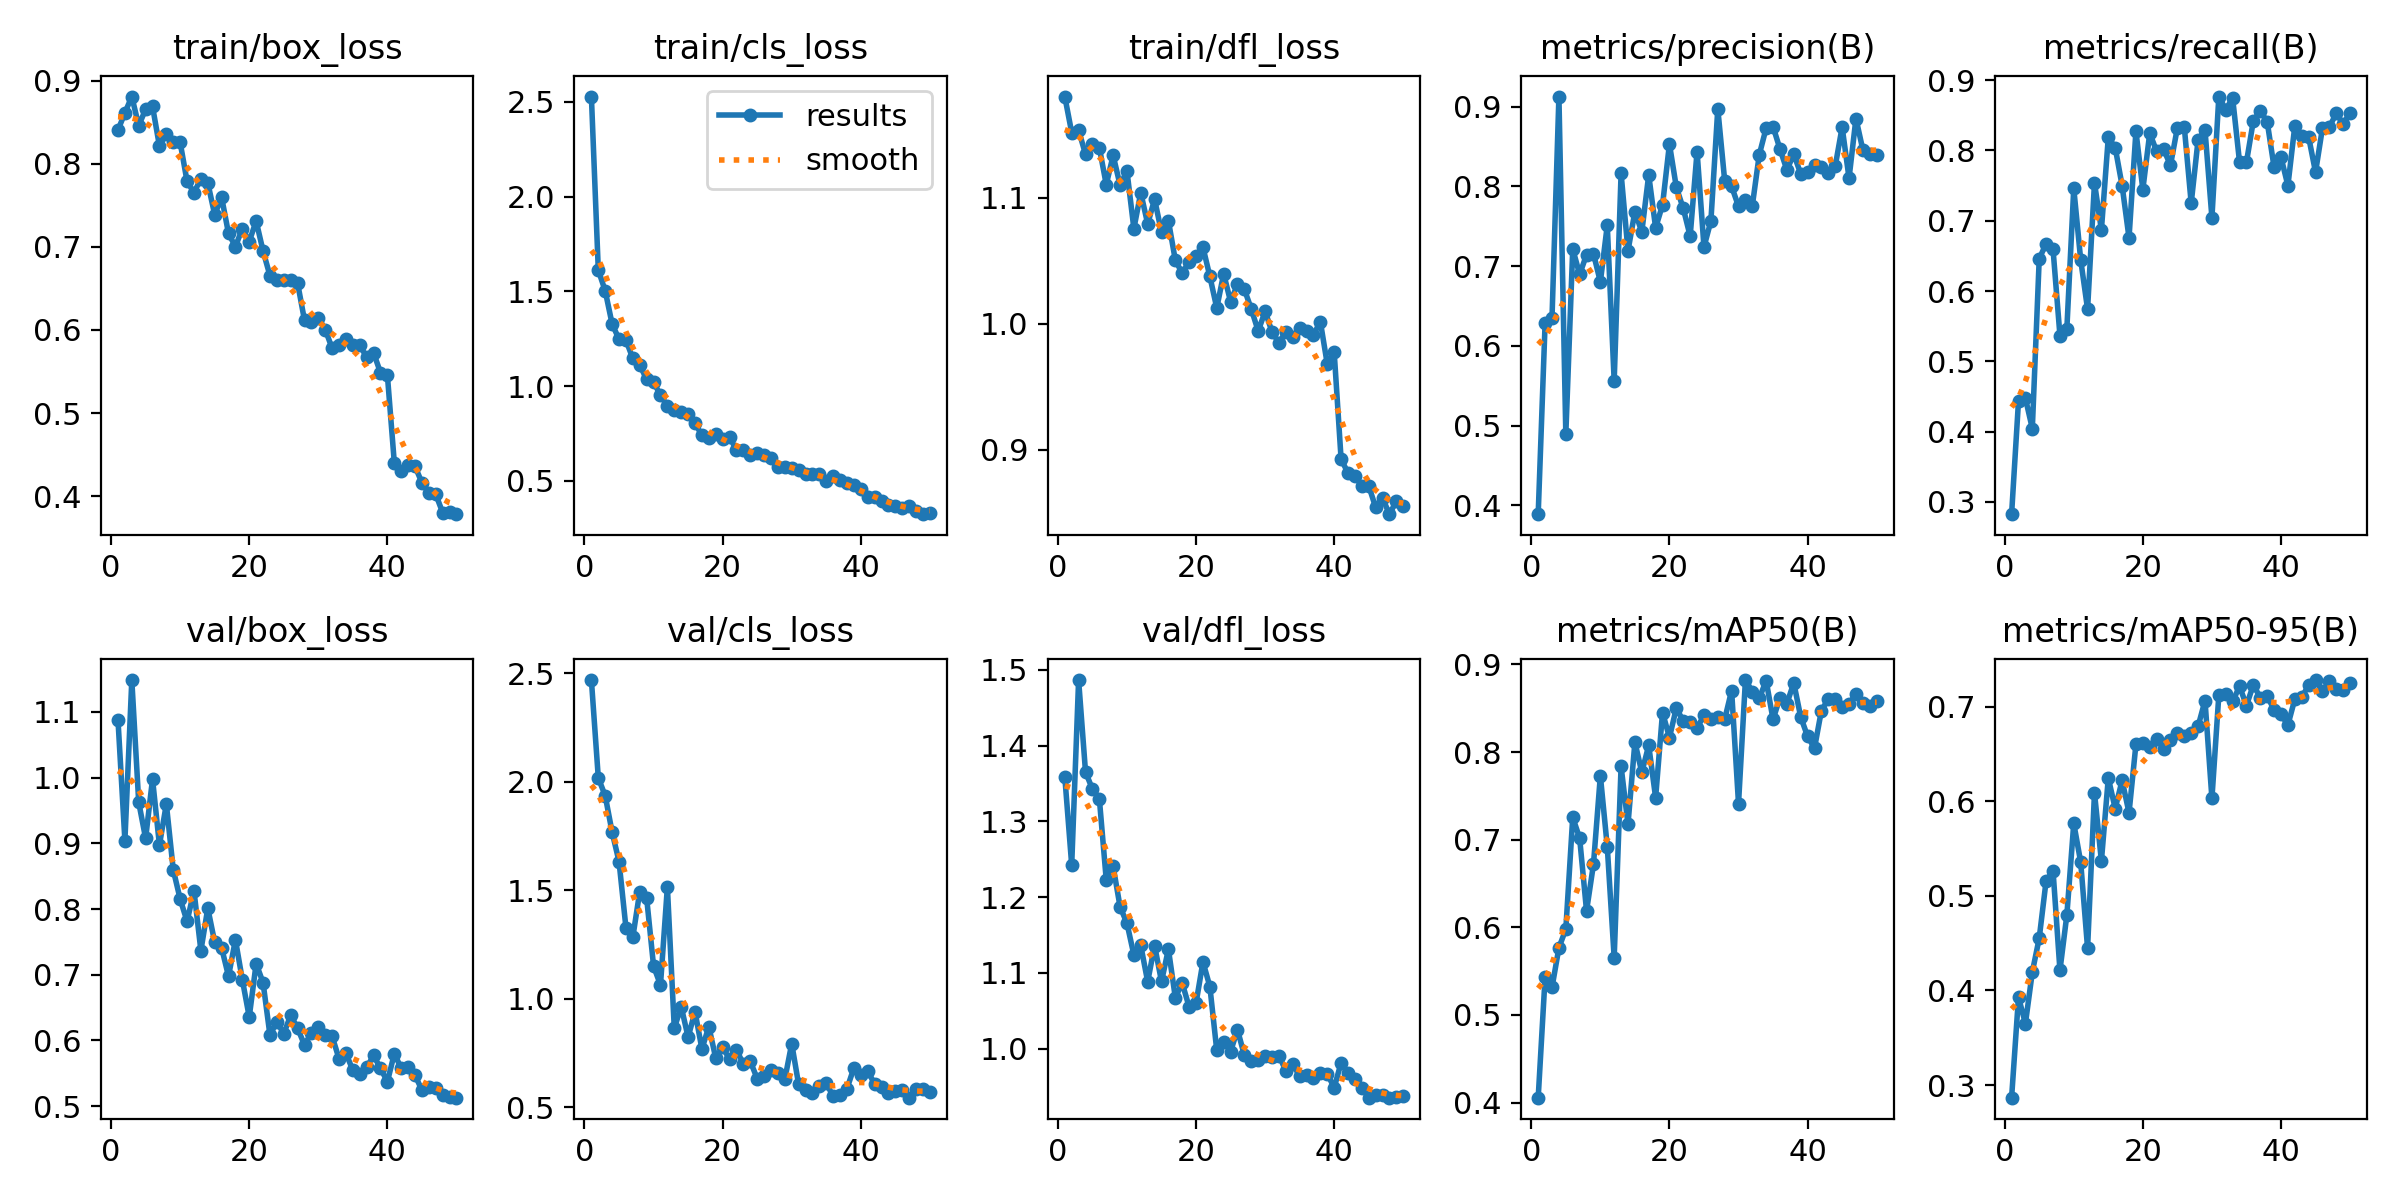 train/box_loss
train/cls_loss
train/dfl_loss
metrics/precision(B)
metrics/recall(B)
0.9
0.8
0.7
0.6
0.5
0.4
0 20 40
2.5
2.0
1.5
1.0
0.5
results
smooth
0 20 40
1.1
1.0
0.9
0 20 40
0.9
0.8
0.7
0.6
0.5
0.4
0 20 40
0.9
0.8
0.7
0.6
0.5
0.4
0.3
0 20 40
val/box_loss
val/cls_loss
val/dfl_loss
metrics/mAP50(B)
metrics/mAP50-95(B)
1.1
1.0
0.9
0.8
0.7
0.6
0.5
0 20 40
2.5
2.0
1.5
1.0
0.5
0 20 40
1.5
1.4
1.3
1.2
1.1
1.0
0 20 40
0.9
0.8
0.7
0.6
0.5
0.4
0 20 40
0.7
0.6
0.5
0.4
0.3
0 20 40